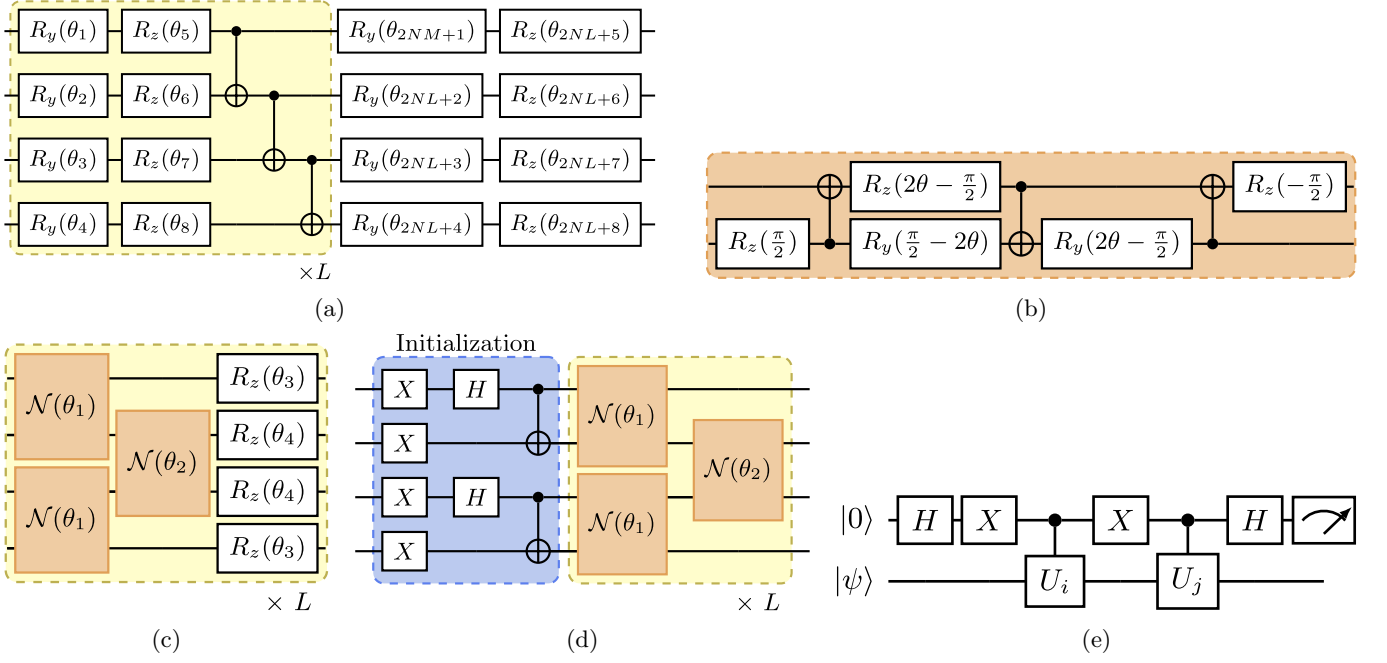 R_y(θ_1) R_z(θ_5) R_y(θ_{2NM+1}) R_z(θ_{2NL+5})
R_y(θ_2) R_z(θ_6) R_y(θ_{2NL+2}) R_z(θ_{2NL+6})
R_y(θ_3) R_z(θ_7) R_y(θ_{2NL+3}) R_z(θ_{2NL+7})
R_y(θ_4) R_z(θ_8) R_y(θ_{2NL+4}) R_z(θ_{2NL+8})
×L
(a)
R_z(2θ − π/2) R_z(−π/2)
R_z(π/2) R_y(π/2 − 2θ) R_y(2θ − π/2)
(b)
N(θ_1) R_z(θ_3)
N(θ_2) R_z(θ_4)
N(θ_1) R_z(θ_4)
R_z(θ_3)
× L
(c)
Initialization
X H N(θ_1)
X N(θ_2)
X H N(θ_1)
X
× L
(d)
|0⟩ H X X H
|ψ⟩ U_i U_j
(e)